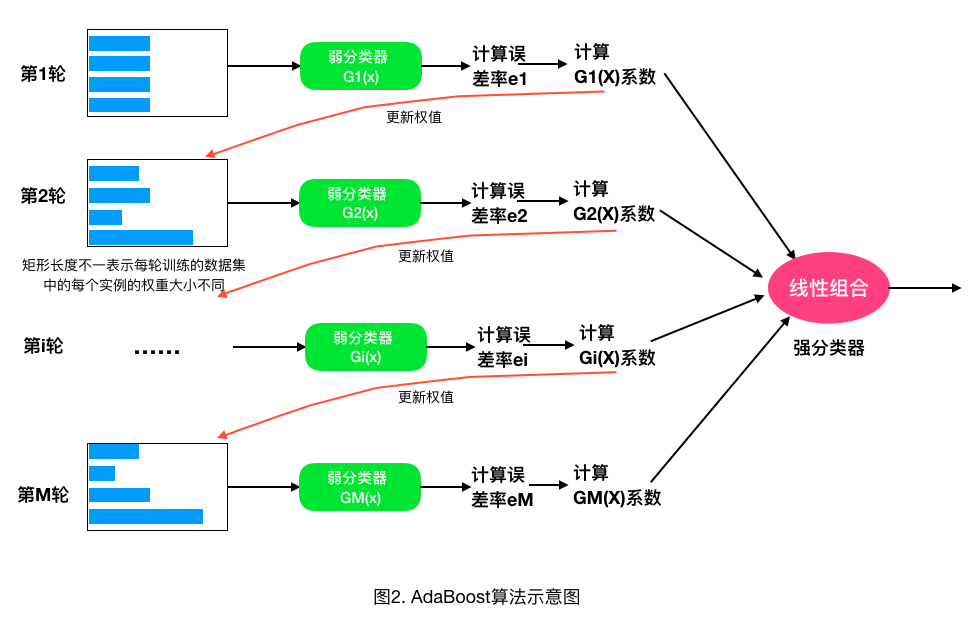 第1轮
弱分类器
G1(x)
计算误
差率e1
计算
G1(X)系数
更新权值
第2轮
弱分类器
G2(x)
计算误
差率e2
计算
G2(X)系数
更新权值
矩形长度不一表示每轮训练的数据集
中的每个实例的权重大小不同
线性组合
强分类器
第i轮
......
弱分类器
Gi(x)
计算误
差率ei
计算
Gi(X)系数
更新权值
第M轮
弱分类器
GM(x)
计算误
差率eM
计算
GM(X)系数
图2. AdaBoost算法示意图